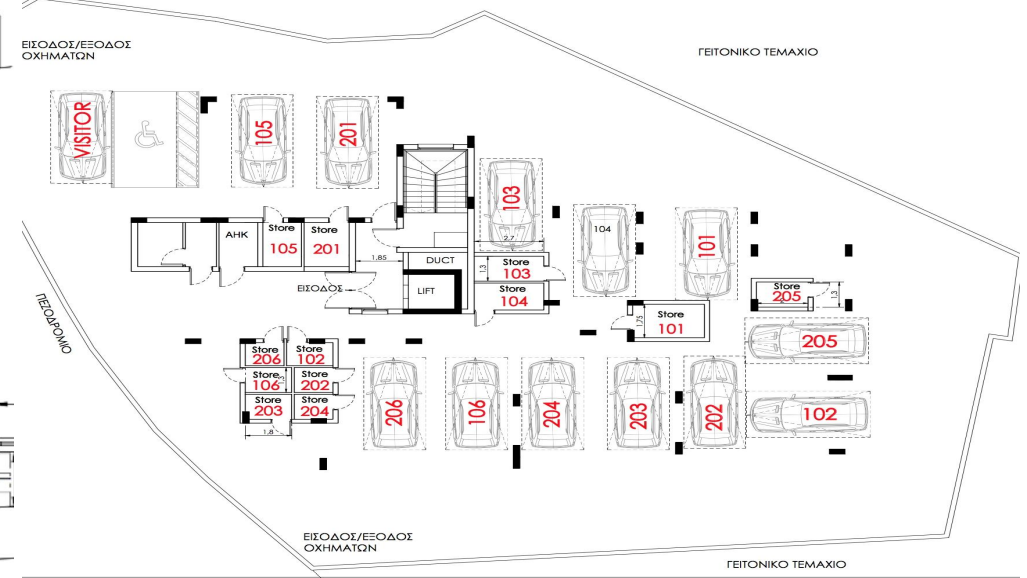 ΕΙΣΟΔΟΣ/ΕΞΟΔΟΣ
ΟΧΗΜΑΤΩΝ
ΓΕΙΤΟΝΙΚΟ ΤΕΜΑΧΙΟ
VISITOR
105
201
103
2.7
104
101
ΑΗΚ
Store
105
Store
201
1.85
DUCT
LIFT
ΕΙΣΟΔΟΣ
1.3
Store
103
Store
104
1.75
Store
101
Store
205
1.3
205
ΠΕΖΟΔΡΟΜΙΟ
Store
206
Store
102
Store
106
1.3
Store
202
Store
203
Store
204
1.8
206
106
204
203
202
102
ΕΙΣΟΔΟΣ/ΕΞΟΔΟΣ
ΟΧΗΜΑΤΩΝ
ΓΕΙΤΟΝΙΚΟ ΤΕΜΑΧΙΟ